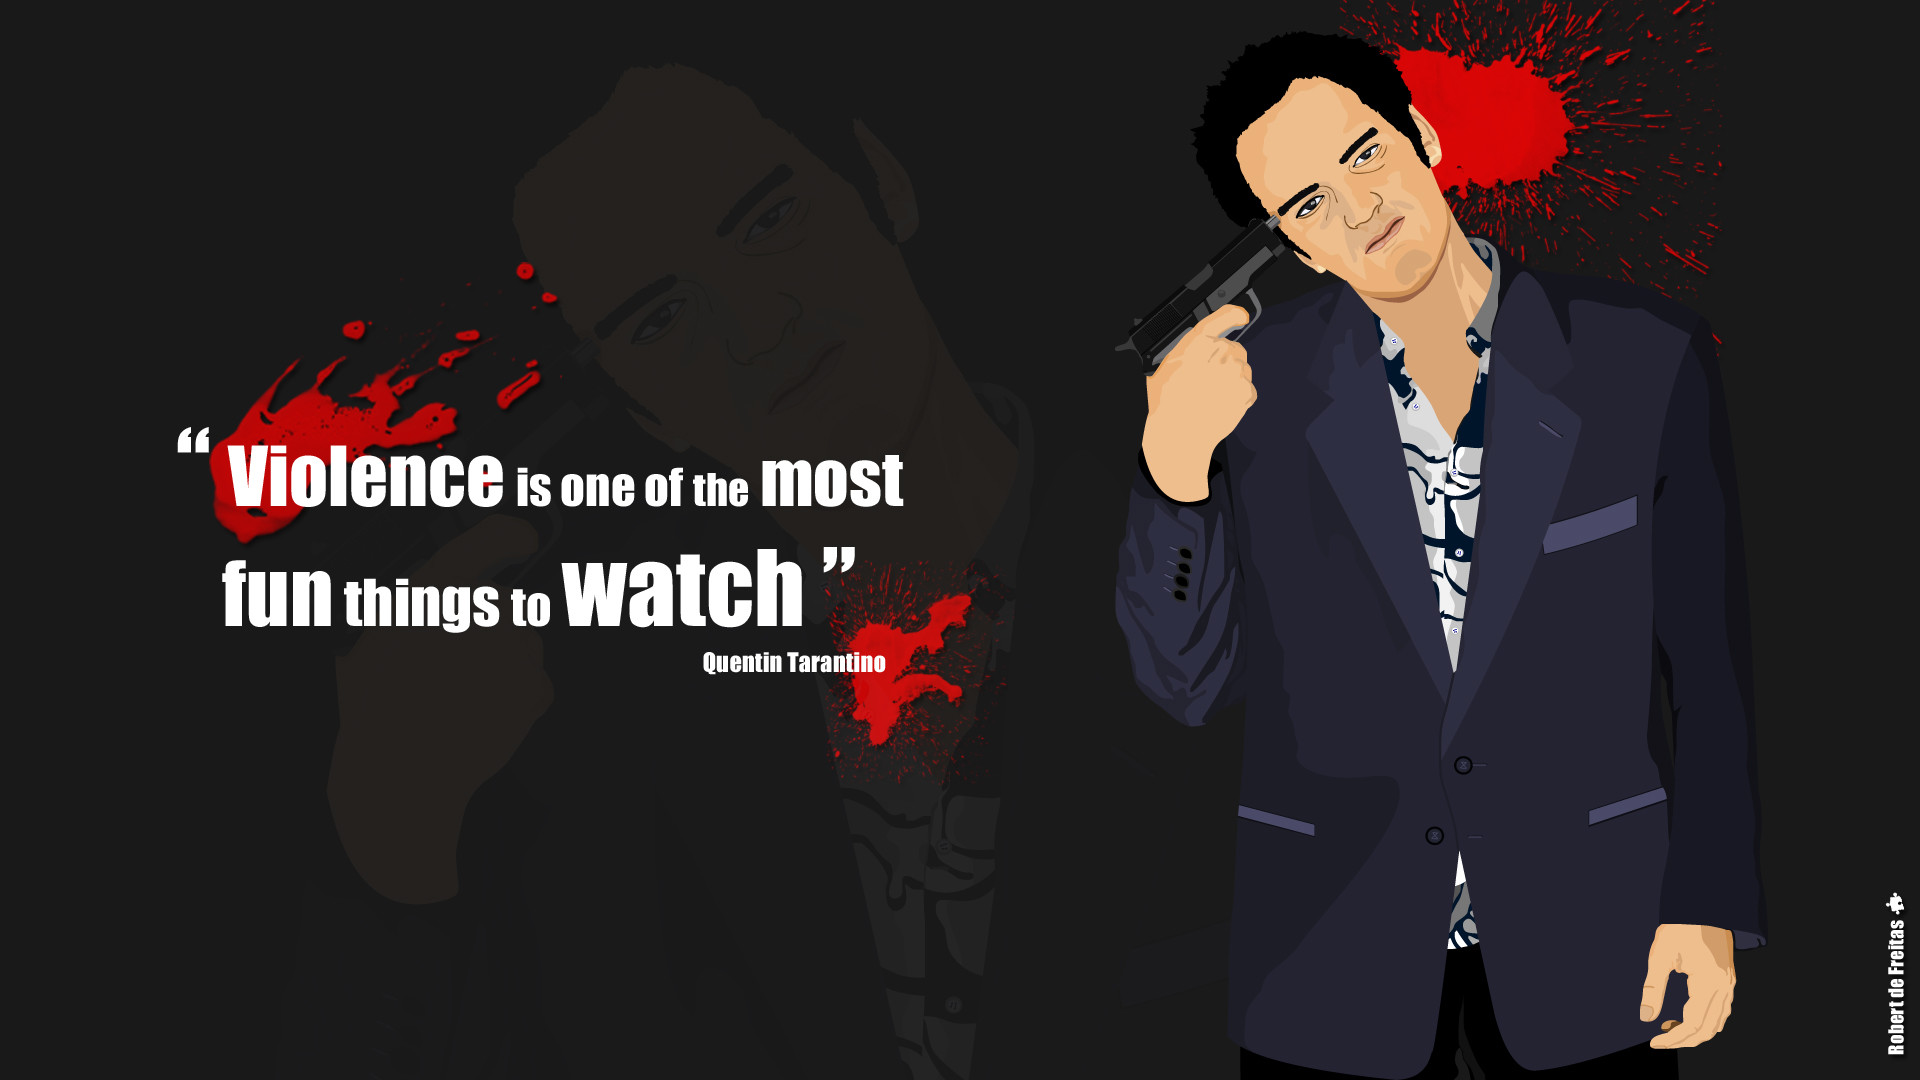 “ Violence is one of the most
fun things to watch ”
Quentin Tarantino
Robert de Freitas